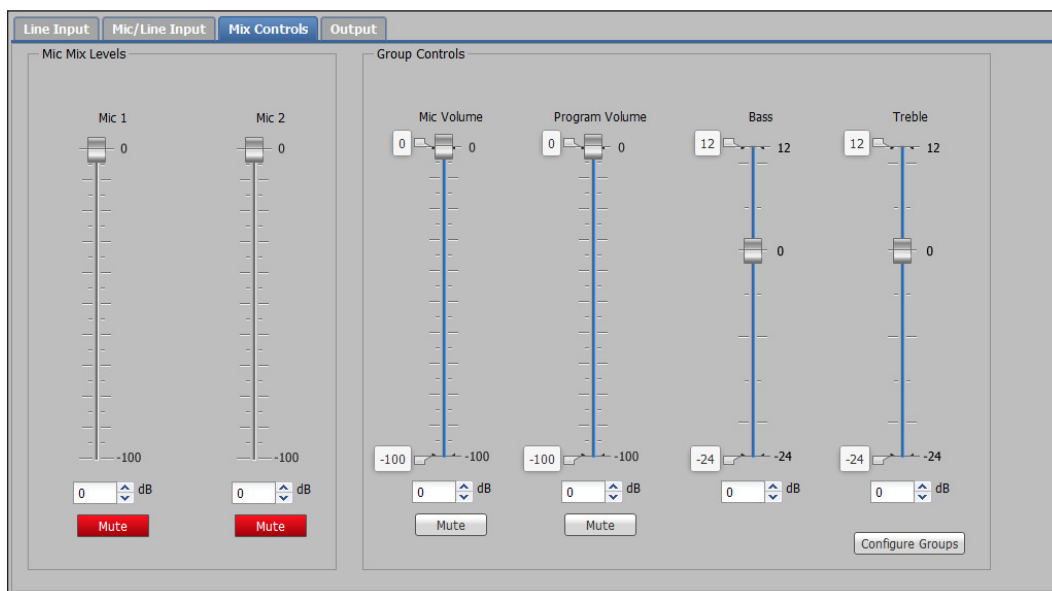 Line Input Mic/Line Input Mix Controls Output
Mic Mix Levels
Group Controls
Mic 1 Mic 2 Mic Volume Program Volume Bass Treble
0 0 0 0 0 0 12 12 12 12
0 0
-100 -100 -100 -100 -100 -100 -24 -24 -24 -24
0 dB 0 dB 0 dB 0 dB 0 dB 0 dB
Mute Mute Mute Mute
Configure Groups